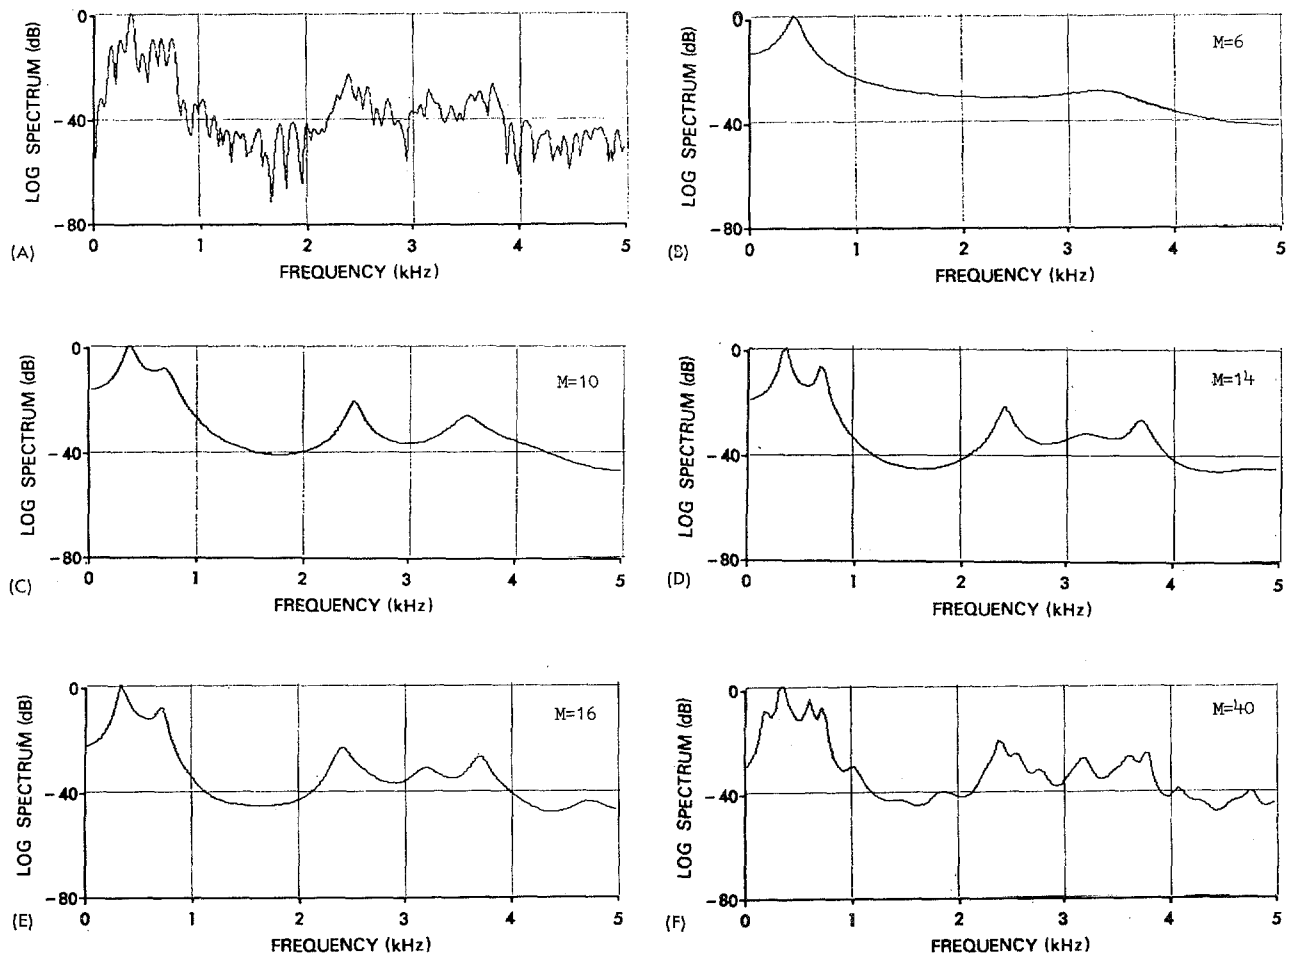 LOG SPECTRUM (dB)
0
-40
-80
0 1 2 3 4 5
(A)
FREQUENCY (kHz)
LOG SPECTRUM (dB)
0
M=6
-40
-80
0 1 2 3 4 5
(B)
FREQUENCY (kHz)
LOG SPECTRUM (dB)
0
M=10
-40
-80
0 1 2 3 4 5
(C)
FREQUENCY (kHz)
LOG SPECTRUM (dB)
0
M=14
-40
-80
0 1 2 3 4 5
(D)
FREQUENCY (kHz)
LOG SPECTRUM (dB)
0
M=16
-40
-80
0 1 2 3 4 5
(E)
FREQUENCY (kHz)
LOG SPECTRUM (dB)
0
M=40
-40
-80
0 1 2 3 4 5
(F)
FREQUENCY (kHz)